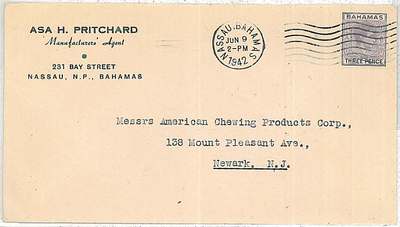 ASA H. PRITCHARD
Manufacturers' Agent
231 BAY STREET
NASSAU, N.P., BAHAMAS
NASSAU. BAHAMAS
JUN 9
2-PM
1942
BAHAMAS
THREE PENCE
Messrs American Chewing Products Corp.,
138 Mount Pleasant Ave.,
Newark, N.J.